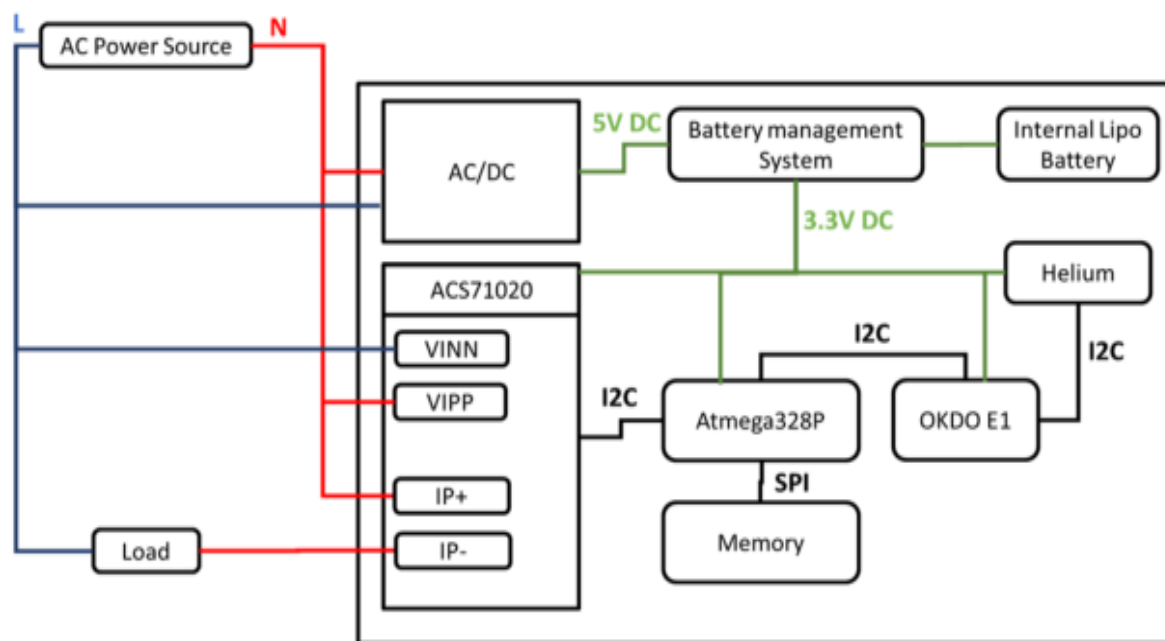 L
AC Power Source
N
AC/DC
5V DC
Battery management
System
Internal Lipo
Battery
3.3V DC
ACS71020
Helium
VINN
VIPP
I2C
I2C
I2C
Atmega328P
OKDO E1
IP+
SPI
Load
IP-
Memory